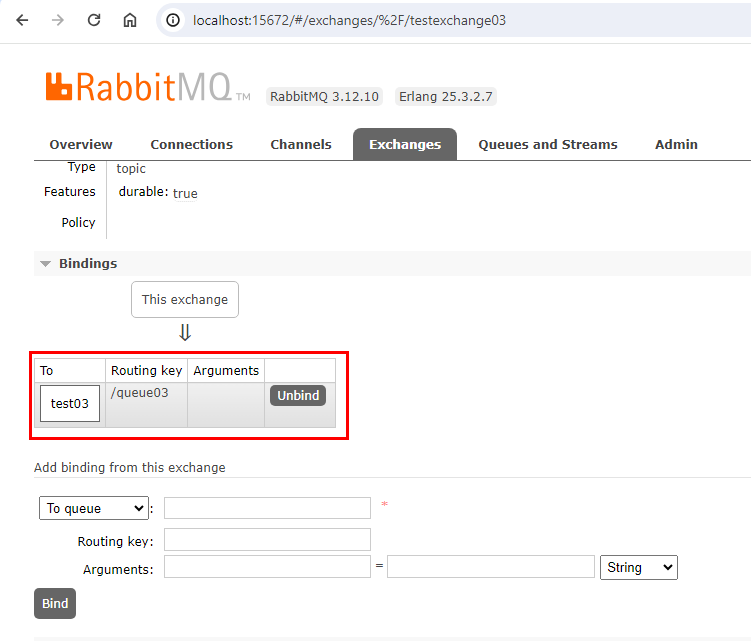 localhost:15672/#/exchanges/%2F/testexchange03
RabbitMQ TM RabbitMQ 3.12.10 Erlang 25.3.2.7
Overview Connections Channels Exchanges Queues and Streams Admin
Type topic
Features durable: true
Policy
Bindings
This exchange
⇓
To Routing key Arguments
test03 /queue03 Unbind
Add binding from this exchange
To queue : *
Routing key:
Arguments: = String
Bind